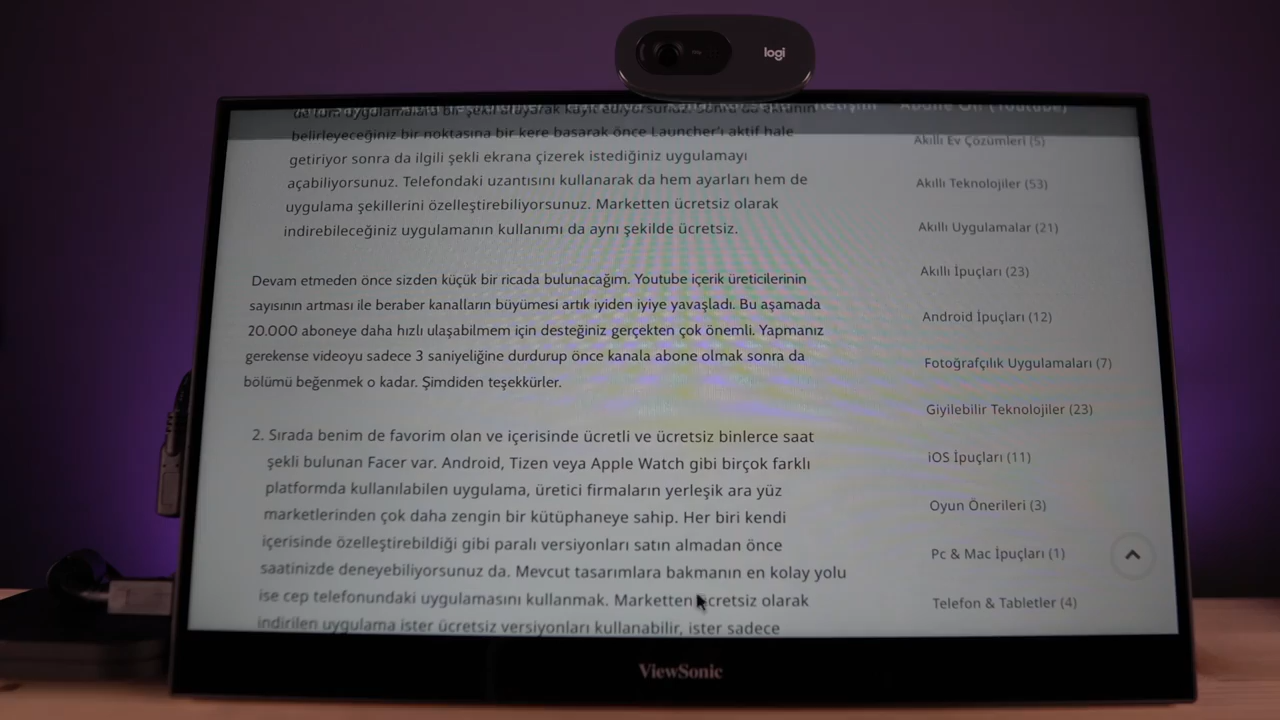 logi
Abone Ol! (Youtube)
de tüm uygulamalara bir şekil atayarak kayıt ediyorsunuz. Sonra da ekranın
belirleyeceğiniz bir noktasına bir kere basarak önce Launcher'ı aktif hale
getiriyor sonra da ilgili şekli ekrana çizerek istediğiniz uygulamayı
açabiliyorsunuz. Telefondaki uzantısını kullanarak da hem ayarları hem de
uygulama şekillerini özelleştirebiliyorsunuz. Marketten ücretsiz olarak
indirebileceğiniz uygulamanın kullanımı da aynı şekilde ücretsiz.
Devam etmeden önce sizden küçük bir ricada bulunacağım. Youtube içerik üreticilerinin
sayısının artması ile beraber kanalların büyümesi artık iyiden iyiye yavaşladı. Bu aşamada
20.000 aboneye daha hızlı ulaşabilmem için desteğiniz gerçekten çok önemli. Yapmanız
gerekense videoyu sadece 3 saniyeliğine durdurup önce kanala abone olmak sonra da
bölümü beğenmek o kadar. Şimdiden teşekkürler.
2. Sırada benim de favorim olan ve içerisinde ücretli ve ücretsiz binlerce saat
şekli bulunan Facer var. Android, Tizen veya Apple Watch gibi birçok farklı
platformda kullanılabilen uygulama, üretici firmaların yerleşik ara yüz
marketlerinden çok daha zengin bir kütüphaneye sahip. Her biri kendi
içerisinde özelleştirebildiği gibi paralı versiyonları satın almadan önce
saatinizde deneyebiliyorsunuz da. Mevcut tasarımlara bakmanın en kolay yolu
ise cep telefonundaki uygulamasını kullanmak. Marketten ücretsiz olarak
indirilen uygulama ister ücretsiz versiyonları kullanabilir, ister sadece
Akıllı Ev Çözümleri (5)
Akıllı Teknolojiler (53)
Akıllı Uygulamalar (21)
Akıllı İpuçları (23)
Android İpuçları (12)
Fotoğrafçılık Uygulamaları (7)
Giyilebilir Teknolojiler (23)
iOS İpuçları (11)
Oyun Önerileri (3)
Pc & Mac İpuçları (1)
Telefon & Tabletler (4)
ViewSonic